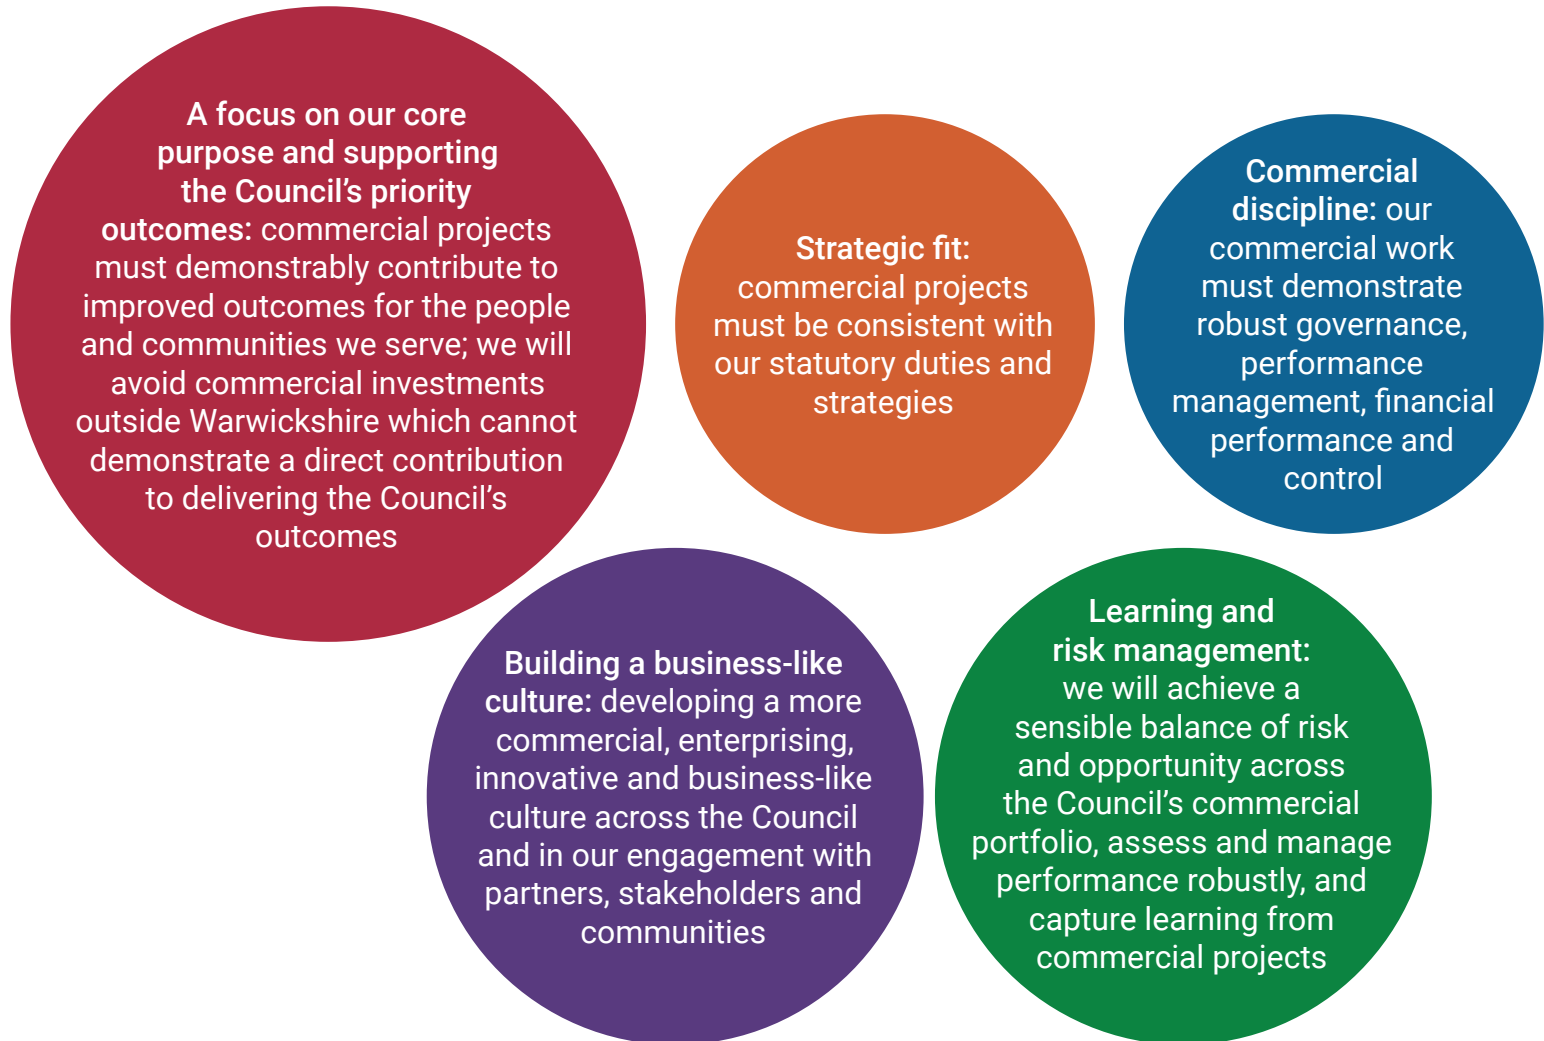 A focus on our core
purpose and supporting
the Council’s priority
outcomes: commercial projects
must demonstrably contribute to
improved outcomes for the people
and communities we serve; we will
avoid commercial investments
outside Warwickshire which cannot
demonstrate a direct contribution
to delivering the Council’s
outcomes
Strategic fit:
commercial projects
must be consistent with
our statutory duties and
strategies
Commercial
discipline: our
commercial work
must demonstrate
robust governance,
performance
management, financial
performance and
control
Building a business-like
culture: developing a more
commercial, enterprising,
innovative and business-like
culture across the Council
and in our engagement with
partners, stakeholders and
communities
Learning and
risk management:
we will achieve a
sensible balance of risk
and opportunity across
the Council’s commercial
portfolio, assess and manage
performance robustly, and
capture learning from
commercial projects